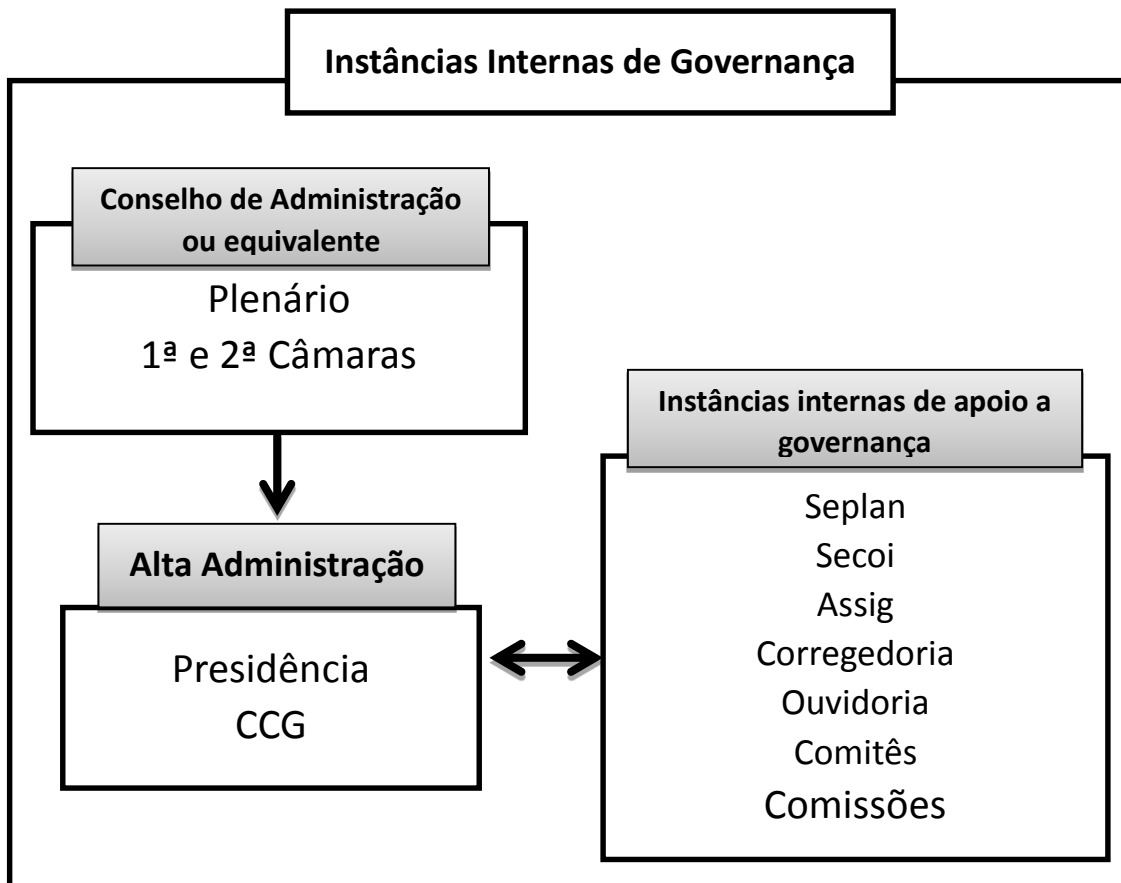 Instâncias Internas de Governança
Conselho de Administração
ou equivalente
Plenário
1ª e 2ª Câmaras
Alta Administração
Presidência
CCG
Instâncias internas de apoio a
governança
Seplan
Secoi
Assig
Corregedoria
Ouvidoria
Comitês
Comissões